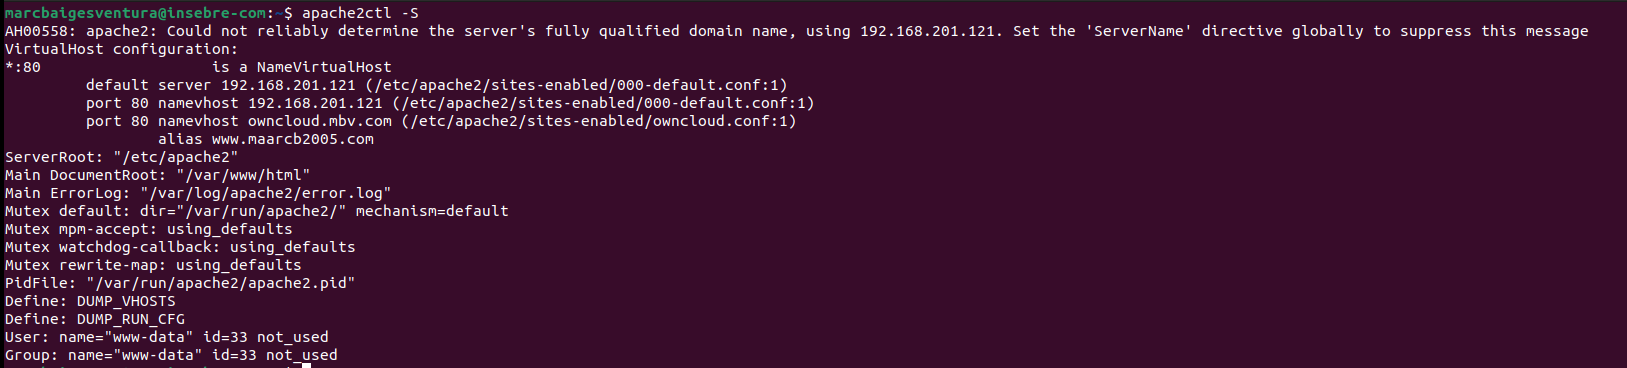 marcbaigesventura@insebre-com:~$ apache2ctl -S
AH00558: apache2: Could not reliably determine the server's fully qualified domain name, using 192.168.201.121. Set the 'ServerName' directive globally to suppress this message
VirtualHost configuration:
*:80                   is a NameVirtualHost
         default server 192.168.201.121 (/etc/apache2/sites-enabled/000-default.conf:1)
         port 80 namevhost 192.168.201.121 (/etc/apache2/sites-enabled/000-default.conf:1)
         port 80 namevhost owncloud.mbv.com (/etc/apache2/sites-enabled/owncloud.conf:1)
                 alias www.maarcb2005.com
ServerRoot: "/etc/apache2"
Main DocumentRoot: "/var/www/html"
Main ErrorLog: "/var/log/apache2/error.log"
Mutex default: dir="/var/run/apache2/" mechanism=default
Mutex mpm-accept: using_defaults
Mutex watchdog-callback: using_defaults
Mutex rewrite-map: using_defaults
PidFile: "/var/run/apache2/apache2.pid"
Define: DUMP_VHOSTS
Define: DUMP_RUN_CFG
User: name="www-data" id=33 not_used
Group: name="www-data" id=33 not_used